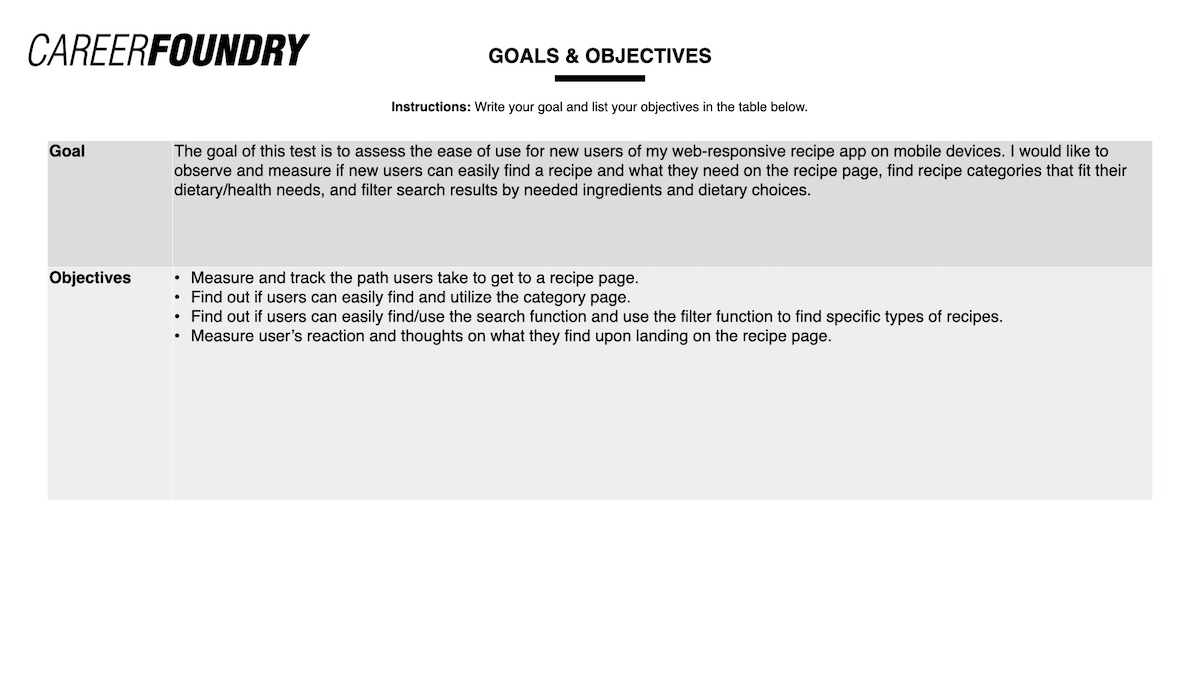 CAREERFOUNDRY
GOALS & OBJECTIVES
Instructions: Write your goal and list your objectives in the table below.
Goal
The goal of this test is to assess the ease of use for new users of my web-responsive recipe app on mobile devices. I would like to
observe and measure if new users can easily find a recipe and what they need on the recipe page, find recipe categories that fit their
dietary/health needs, and filter search results by needed ingredients and dietary choices.
Objectives
• Measure and track the path users take to get to a recipe page.
• Find out if users can easily find and utilize the category page.
• Find out if users can easily find/use the search function and use the filter function to find specific types of recipes.
• Measure user’s reaction and thoughts on what they find upon landing on the recipe page.